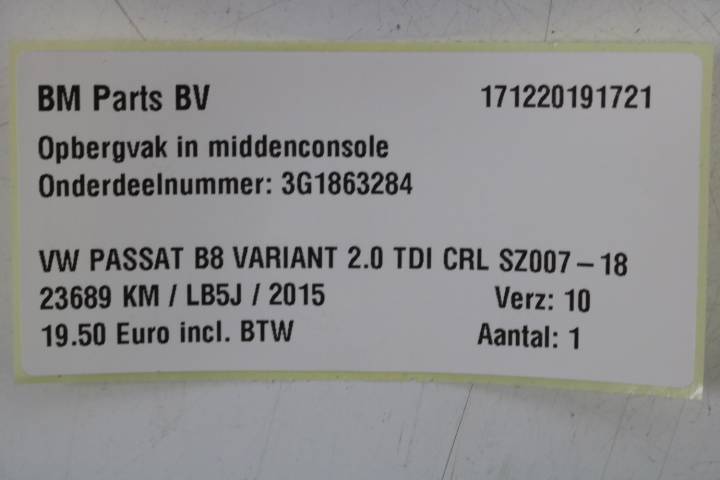 BM Parts BV 171220191721
Opbergvak in middenconsole
Onderdeelnummer: 3G1863284
VW PASSAT B8 VARIANT 2.0 TDI CRL SZ007-18
23689 KM / LB5J / 2015 Verz: 10
19.50 Euro incl. BTW Aantal: 1